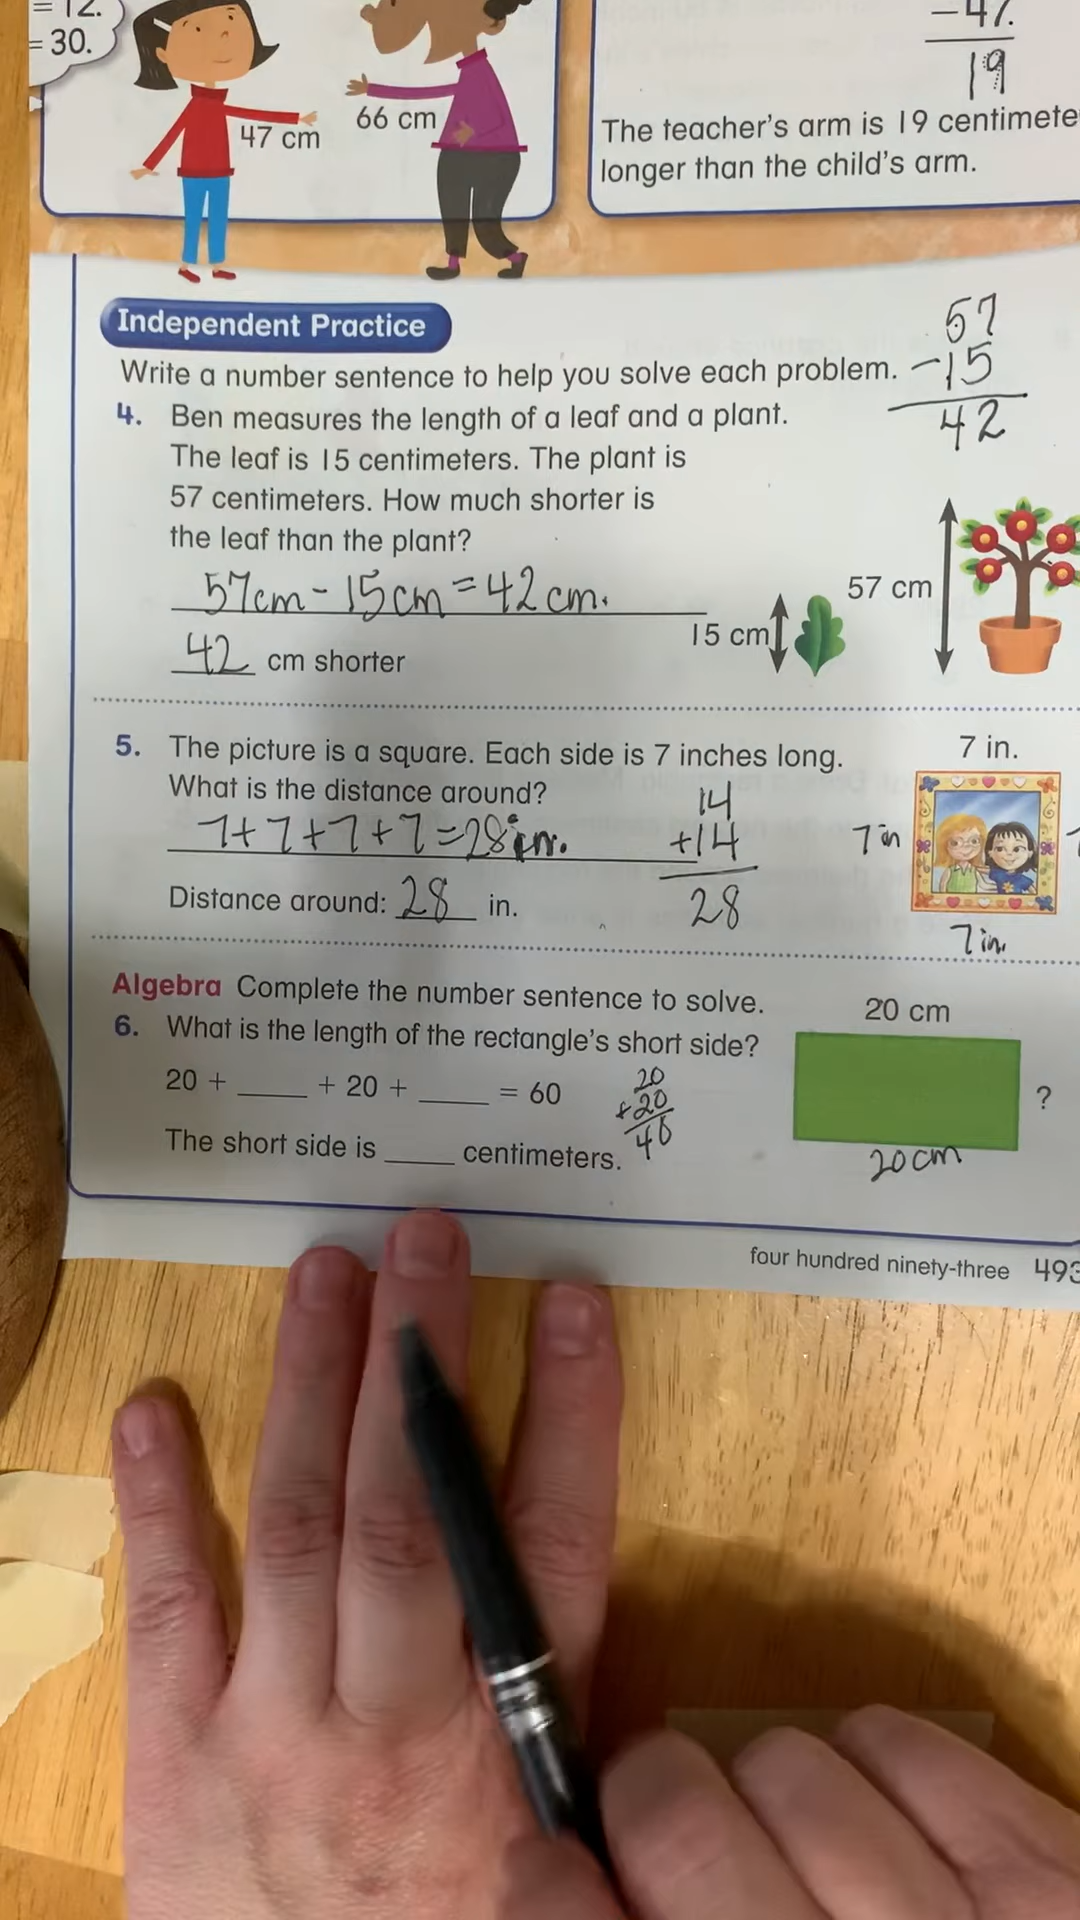 = 12.
= 30.
47 cm
66 cm
- 47.
19
The teacher's arm is 19 centimete
longer than the child's arm.
Independent Practice
Write a number sentence to help you solve each problem.
57
-15
42
4. Ben measures the length of a leaf and a plant.
The leaf is 15 centimeters. The plant is
57 centimeters. How much shorter is
the leaf than the plant?
57cm - 15cm = 42cm.
42 cm shorter
15 cm
57 cm
5. The picture is a square. Each side is 7 inches long.
What is the distance around?
7+7+7+7=28in.
Distance around: 28 in.
14
+14
28
7 in.
7in
7in.
Algebra Complete the number sentence to solve.
6. What is the length of the rectangle's short side?
20 + ____ + 20 + ____ = 60
The short side is ____ centimeters.
20
+20
40
20 cm
?
20cm
four hundred ninety-three 493